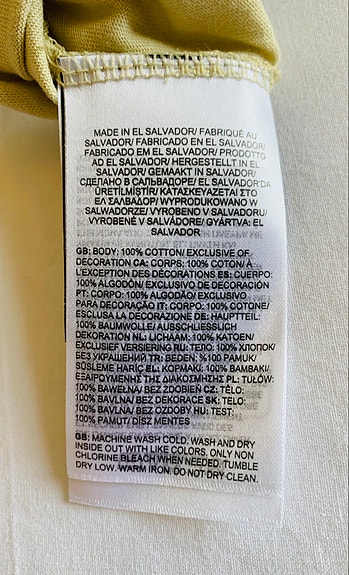 MADE IN EL SALVADOR/ FABRIQUÉ AU
SALVADOR/ FABRICADO EN EL SALVADOR/
FABRICADO EM EL SALVADOR/ PRODOTTO
AD EL SALVADOR/ HERGESTELLT IN EL
SALVADOR/ GEMAAKT IN SALVADOR/
СДЕЛАНО В САЛЬВАДОРЕ/ EL SALVADOR'DA
ÜRETİLMİŞTİR/ ΚΑΤΑΣΚΕΥΑΖΕΤΑΙ ΣΤΟ
ΕΛ ΣΑΛΒΑΔΟΡ/ WYPRODUKOWANO W
SALWADORZE/ VYROBENO V SALVADORU/
VYROBENÉ V SALVÁDORE/ GYÁRTVA: EL
SALVADOR
GB: BODY: 100% COTTON/ EXCLUSIVE OF
DECORATION CA: CORPS: 100% COTON/ À
L'EXCEPTION DES DÉCORATIONS ES: CUERPO:
100% ALGODÓN/ EXCLUSIVO DE DECORACIÓN
PT: CORPO: 100% ALGODÃO/ EXCLUSIVO
PARA DECORAÇÃO IT: CORPO: 100% COTONE/
ESCLUSA LA DECORAZIONE DE: HAUPTTEIL:
100% BAUMWOLLE/ AUSSCHLIESSLICH
DEKORATION NL: LICHAAM: 100% KATOEN/
EXCLUSIEF VERSIERING RU: ТЕЛО: 100% ХЛОПОК/
БЕЗ УКРАШЕНИЙ TR: BEDEN: %100 PAMUK/
SÜSLEME HARİÇ EL: ΚΟΡΜΑΚΙ: 100% ΒΑΜΒΑΚΙ/
ΕΞΑΙΡΟΥΜΕΝΗΣ ΤΗΣ ΔΙΑΚΟΣΜΗΣΗΣ PL: TUŁÓW:
100% BAWEŁNA/ BEZ ZDOBIEŃ CZ: TĚLO:
100% BAVLNA/ BEZ DEKORACE SK: TELO:
100% BAVLNA/ BEZ OZDOBY HU: TEST:
100% PAMUT/ DÍSZ MENTES
GB: MACHINE WASH COLD. WASH AND DRY
INSIDE OUT WITH LIKE COLORS. ONLY NON
CHLORINE BLEACH WHEN NEEDED. TUMBLE
DRY LOW. WARM IRON. DO NOT DRY CLEAN.